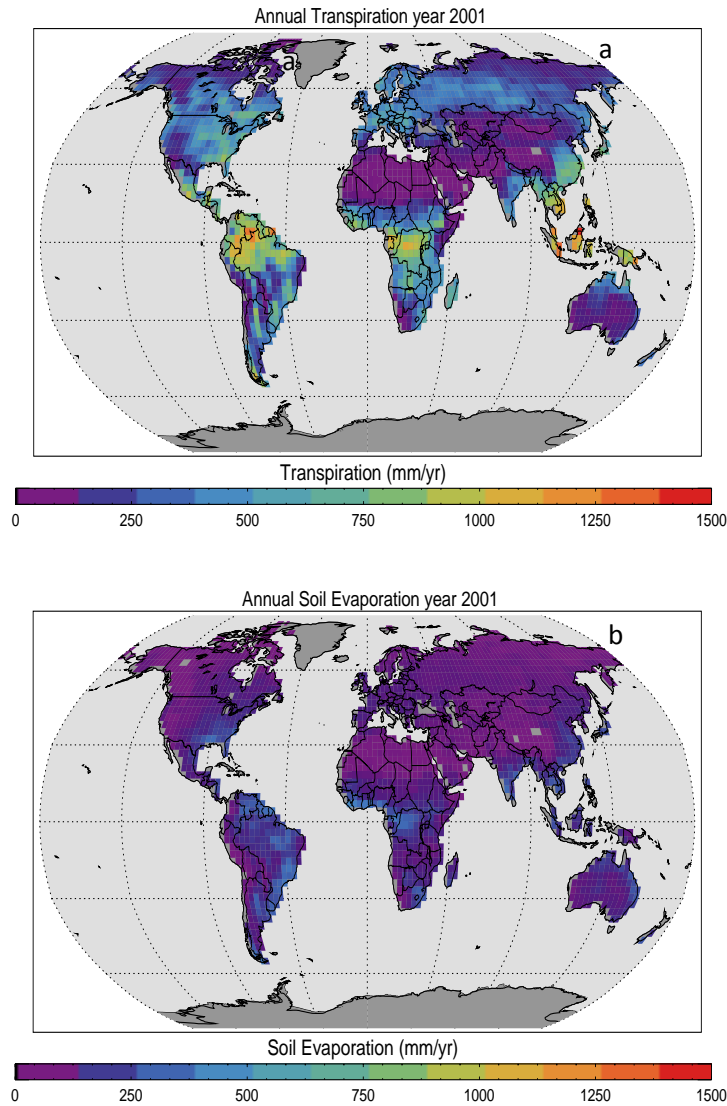 Annual Transpiration year 2001
a
a
Transpiration (mm/yr)
0 250 500 750 1000 1250 1500
Annual Soil Evaporation year 2001
b
Soil Evaporation (mm/yr)
0 250 500 750 1000 1250 1500